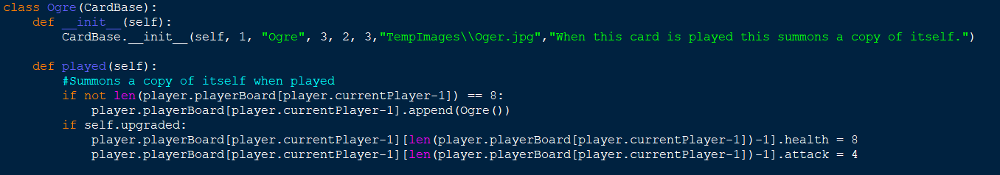 class Ogre(CardBase):
    def __init__(self):
        CardBase.__init__(self, 1, "Ogre", 3, 2, 3,"TempImages\\Oger.jpg","When this card is played this summons a copy of itself.")

    def played(self):
        #Summons a copy of itself when played
        if not len(player.playerBoard[player.currentPlayer-1]) == 8:
            player.playerBoard[player.currentPlayer-1].append(Ogre())
        if self.upgraded:
            player.playerBoard[player.currentPlayer-1][len(player.playerBoard[player.currentPlayer-1])-1].health = 8
            player.playerBoard[player.currentPlayer-1][len(player.playerBoard[player.currentPlayer-1])-1].attack = 4